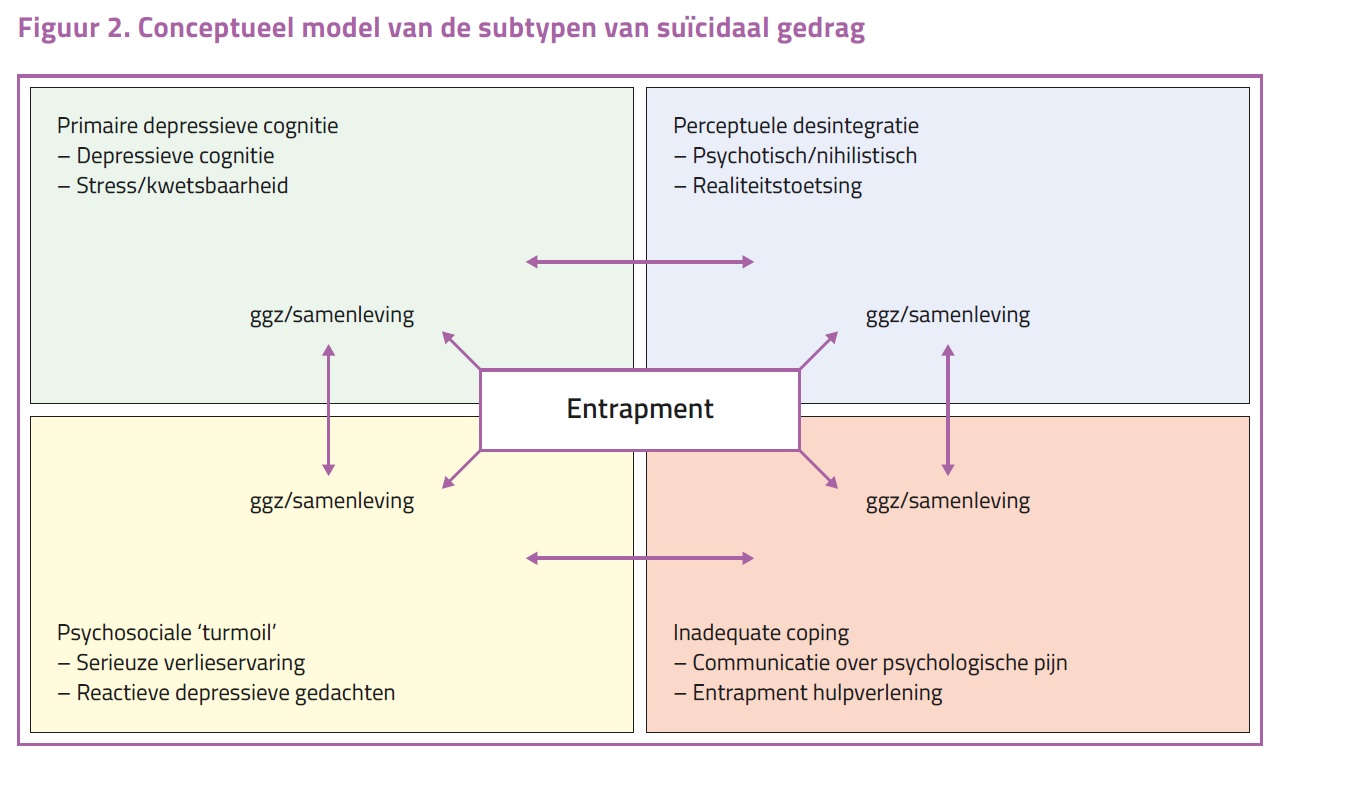 Figuur 2. Conceptueel model van de subtypen van suïcidaal gedrag
Primaire depressieve cognitie
– Depressieve cognitie
– Stress/kwetsbaarheid
ggz/samenleving
Perceptuele desintegratie
– Psychotisch/nihilistisch
– Realiteitstoetsing
ggz/samenleving
Entrapment
ggz/samenleving
Psychosociale ‘turmoil’
– Serieuze verlieservaring
– Reactieve depressieve gedachten
ggz/samenleving
Inadequate coping
– Communicatie over psychologische pijn
– Entrapment hulpverlening